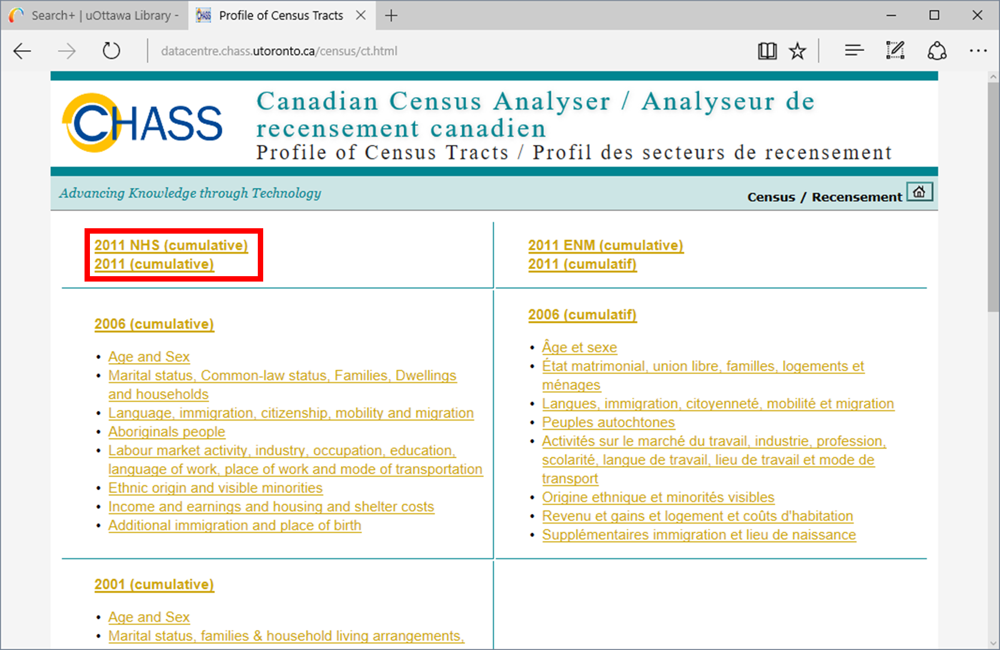 Search+ | uOttawa Library -
CHASS
Profile of Census Tracts
datacentre.chass.utoronto.ca/census/ct.html
CHASS
Canadian Census Analyser / Analyseur de
recensement canadien
Profile of Census Tracts / Profil des secteurs de recensement
Advancing Knowledge through Technology
Census / Recensement
2011 NHS (cumulative)
2011 (cumulative)
2011 ENM (cumulative)
2011 (cumulatif)
2006 (cumulative)
• Age and Sex
• Marital status, Common-law status, Families, Dwellings
and households
• Language, immigration, citizenship, mobility and migration
• Aboriginals people
• Labour market activity, industry, occupation, education,
language of work, place of work and mode of transportation
• Ethnic origin and visible minorities
• Income and earnings and housing and shelter costs
• Additional immigration and place of birth
2006 (cumulatif)
• Âge et sexe
• État matrimonial, union libre, familles, logements et
ménages
• Langues, immigration, citoyenneté, mobilité et migration
• Peuples autochtones
• Activités sur le marché du travail, industrie, profession,
scolarité, langue de travail, lieu de travail et mode de
transport
• Origine ethnique et minorités visibles
• Revenu et gains et logement et coûts d'habitation
• Supplémentaires immigration et lieu de naissance
2001 (cumulative)
• Age and Sex
• Marital status, families & household living arrangements,